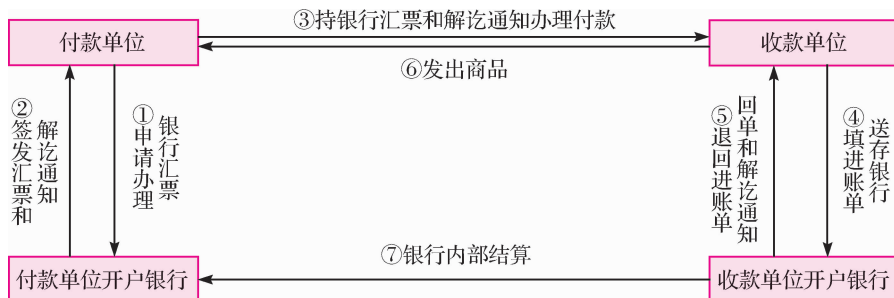 ③持银行汇票和解讫通知办理付款
付款单位
收款单位
⑥发出商品
②签发汇票和
解讫通知
①申请办理
银行汇票
⑤退回进账单
回单和解讫通知
④填进账单
送存银行
⑦银行内部结算
付款单位开户银行
收款单位开户银行